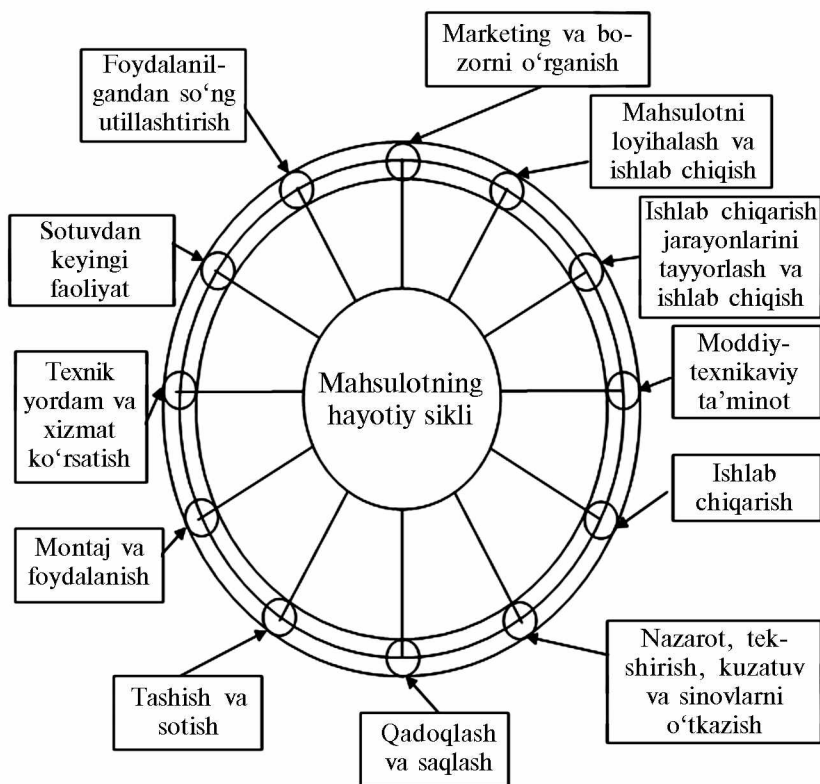 Marketing va bo-
zorni o‘rganish
Mahsulotni
loyihalash va
ishlab chiqish
Ishlab chiqarish
jarayonlarini
tayyorlash va
ishlab chiqish
Moddiy-
texnikaviy
ta’minot
Ishlab
chiqarish
Nazarot, tek-
shirish, kuzatuv
va sinovlarni
o‘tkazish
Qadoqlash
va saqlash
Tashish va
sotish
Montaj va
foydalanish
Texnik
yordam va
xizmat
ko‘rsatish
Sotuvdan
keyingi
faoliyat
Foydalanil-
gandan so‘ng
utillashtirish
Mahsulotning
hayotiy sikli